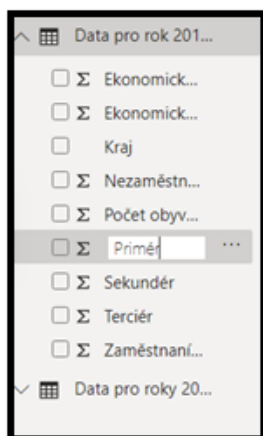 Data pro rok 201...
Σ Ekonomick...
Σ Ekonomick...
Kraj
Σ Nezaměstn...
Σ Počet obyv...
Σ Primér ...
Σ Sekundér
Σ Terciér
Σ Zaměstnaní...
Data pro roky 20...